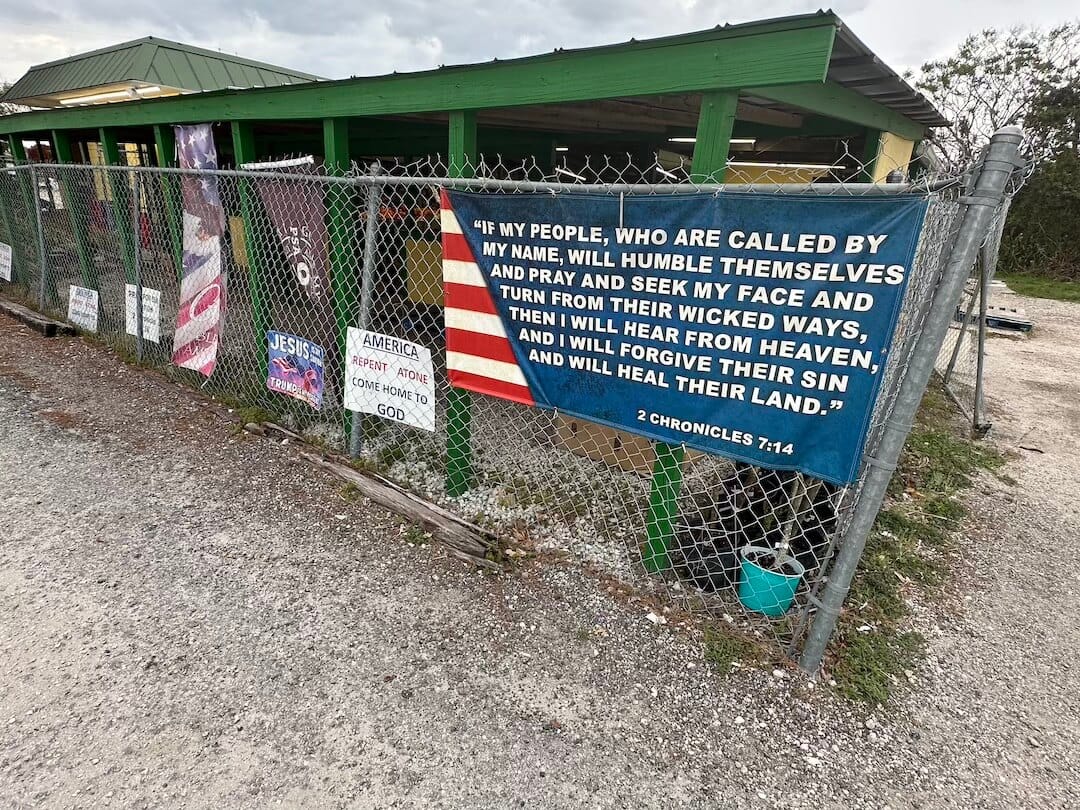 "IF MY PEOPLE, WHO ARE CALLED BY
MY NAME, WILL HUMBLE THEMSELVES
AND PRAY AND SEEK MY FACE AND
TURN FROM THEIR WICKED WAYS,
THEN I WILL HEAR FROM HEAVEN,
AND I WILL FORGIVE THEIR SIN
AND WILL HEAL THEIR LAND."
2 CHRONICLES 7:14
AMERICA
REPENT ATONE
COME HOME TO
GOD
JESUS
TRUMP